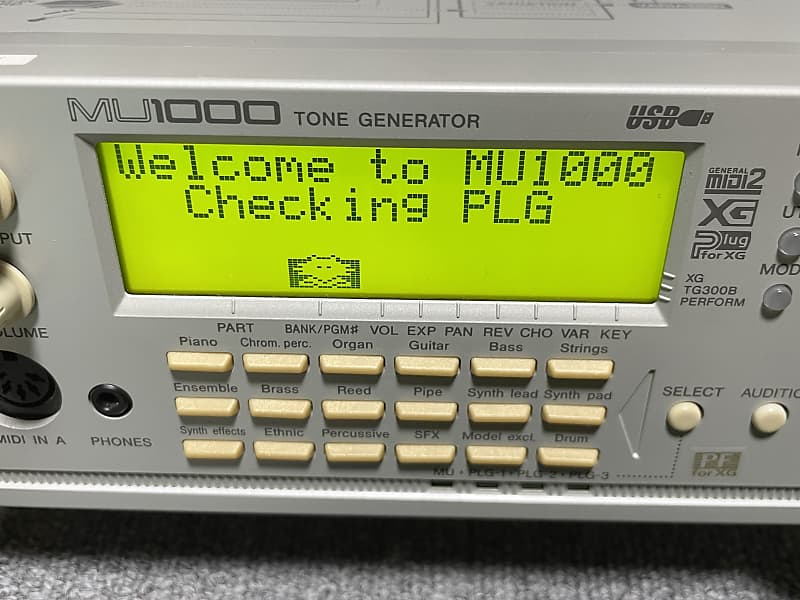 MU1000 TONE GENERATOR
USB
Welcome to MU1000
Checking PLG
GENERAL
MIDI2
XG
Plug
for XG
XG
TG300B
PERFORM
MOD
PUT
VOLUME
PART BANK/PGM# VOL EXP PAN REV CHO VAR KEY
Piano Chrom. perc. Organ Guitar Bass Strings
Ensemble Brass Reed Pipe Synth lead Synth pad
Synth effects Ethnic Percussive SFX Model excl. Drum
SELECT AUDITIO
MIDI IN A PHONES
MU • PLG-1 • PLG-2 • PLG-3
PF
for XG